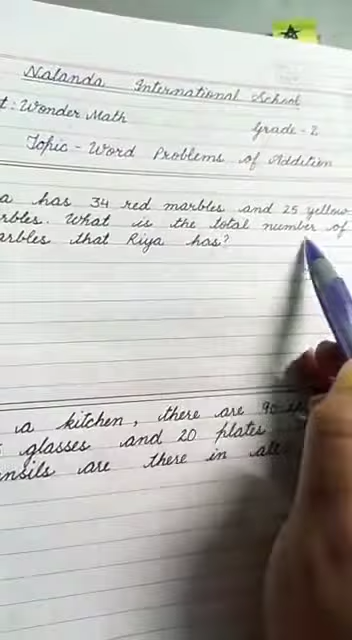 Nalanda International School
t: Wonder Math
Grade-2
Topic - Word Problems of Addition
a has 34 red marbles and 25 yellow
rbles. What is the total number of
arbles that Riya has?
a kitchen, there are 90
glasses and 20 plates
nsils are there in all